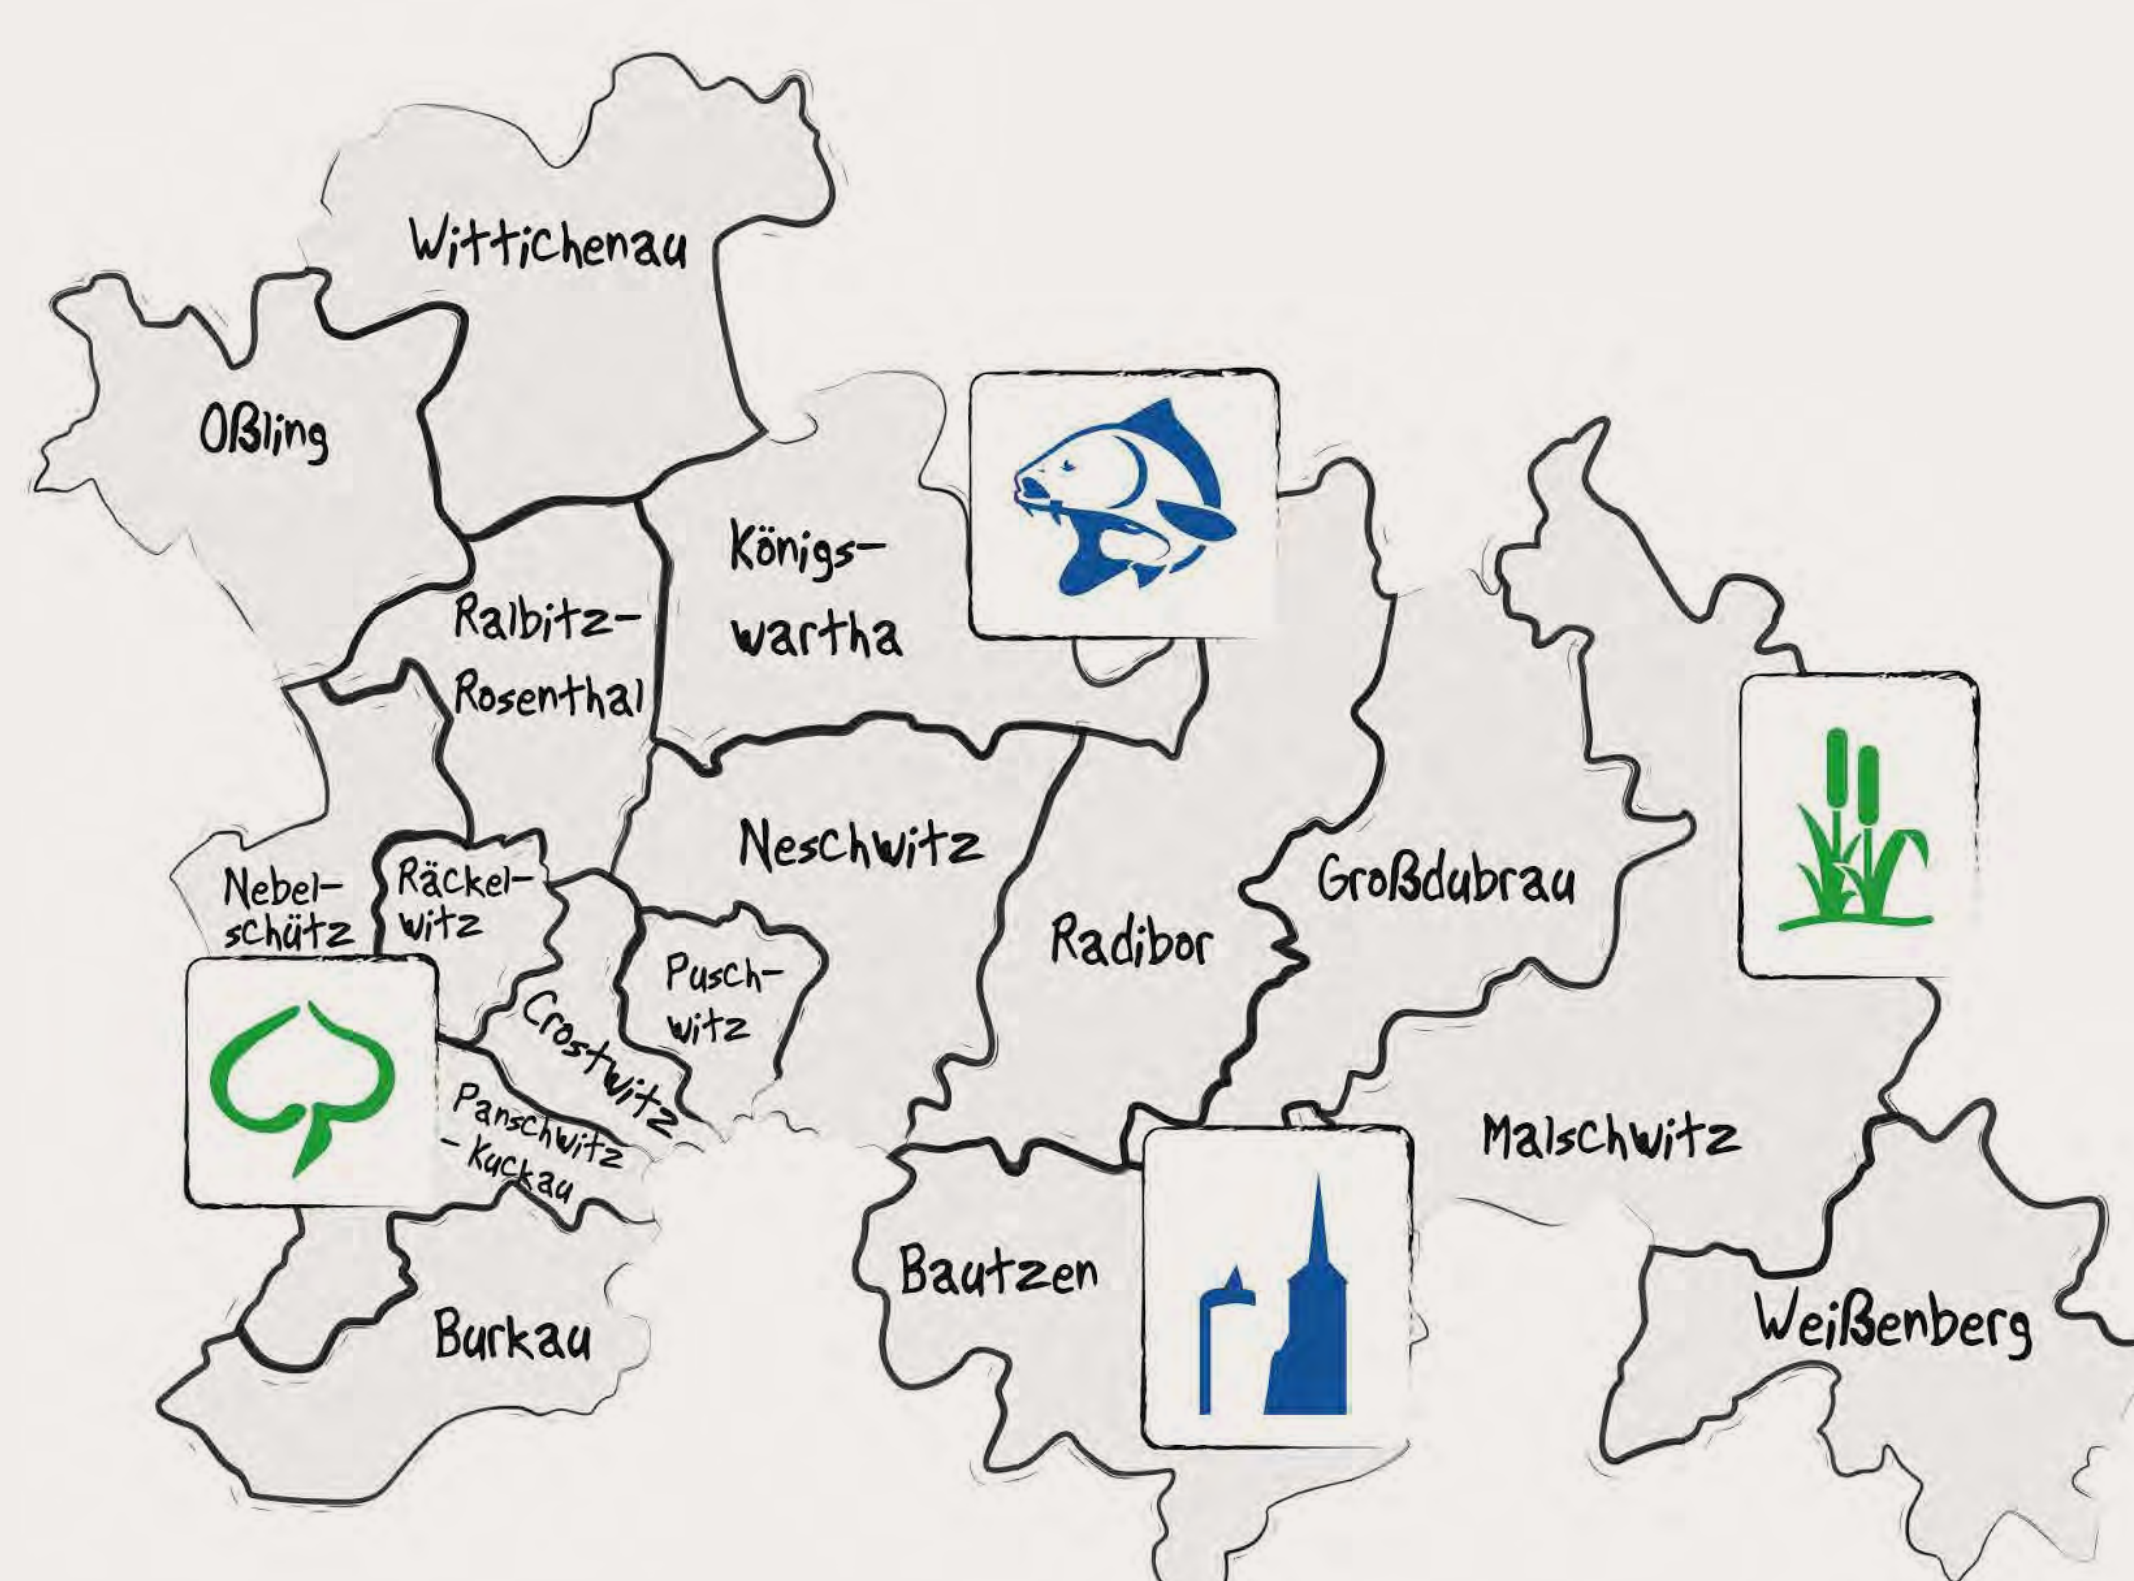 Wittichenau
Oßling
Königs-
wartha
Ralbitz-
Rosenthal
Neschwitz
Nebel-
schütz
Räckel-
witz
Großdubrau
Radibor
Pusch-
witz
Crostwitz
Panschwitz
- Kuckau
Malschwitz
Bautzen
Burkau
Weißenberg